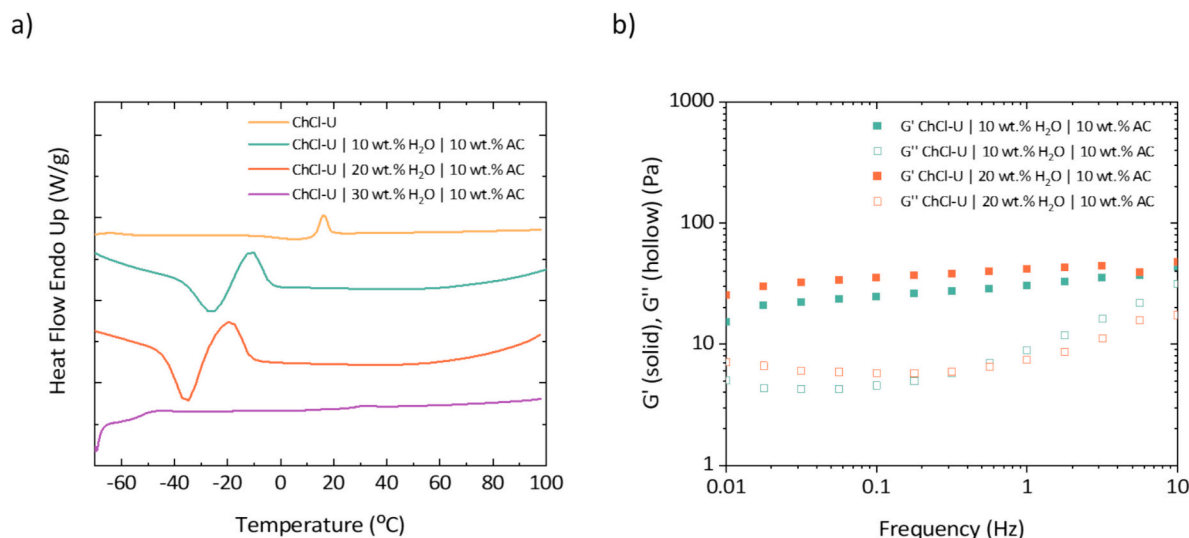 a)
Heat Flow Endo Up (W/g)
ChCl-U
ChCl-U | 10 wt.% H₂O | 10 wt.% AC
ChCl-U | 20 wt.% H₂O | 10 wt.% AC
ChCl-U | 30 wt.% H₂O | 10 wt.% AC
-60 -40 -20 0 20 40 60 80 100
Temperature (°C)
b)
G' (solid), G'' (hollow) (Pa)
1000
100
10
1
G' ChCl-U | 10 wt.% H₂O | 10 wt.% AC
G'' ChCl-U | 10 wt.% H₂O | 10 wt.% AC
G' ChCl-U | 20 wt.% H₂O | 10 wt.% AC
G'' ChCl-U | 20 wt.% H₂O | 10 wt.% AC
0.01 0.1 1 10
Frequency (Hz)